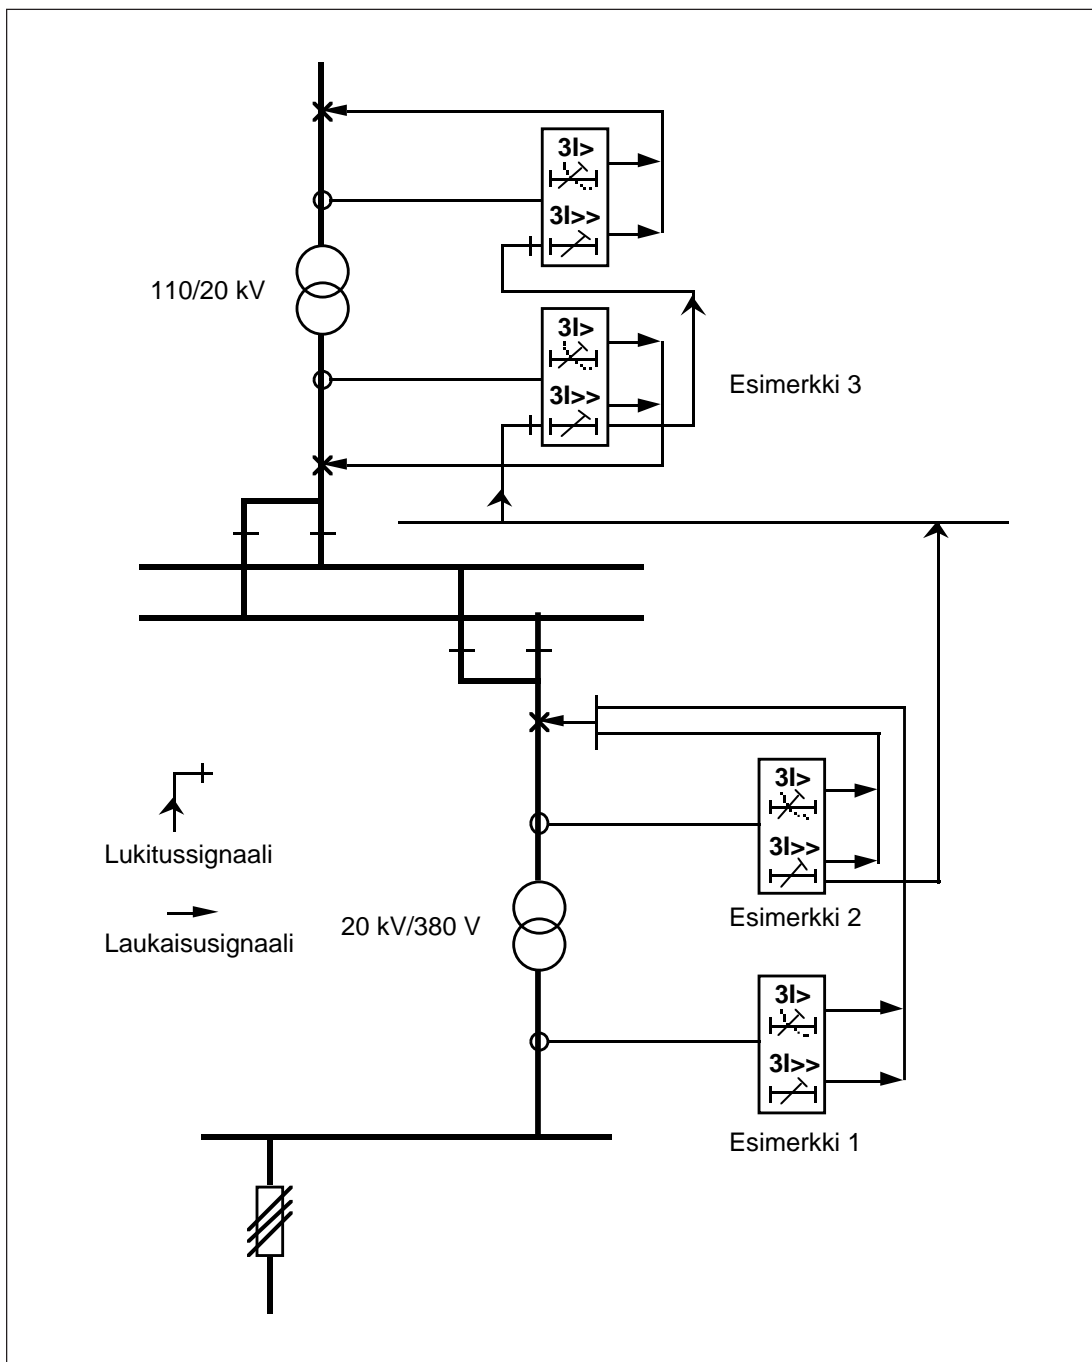 3I>
3I>>
110/20 kV
3I>
3I>>
Esimerkki 3
3I>
3I>>
Lukitussignaali
Esimerkki 2
20 kV/380 V
Laukaisusignaali
3I>
3I>>
Esimerkki 1